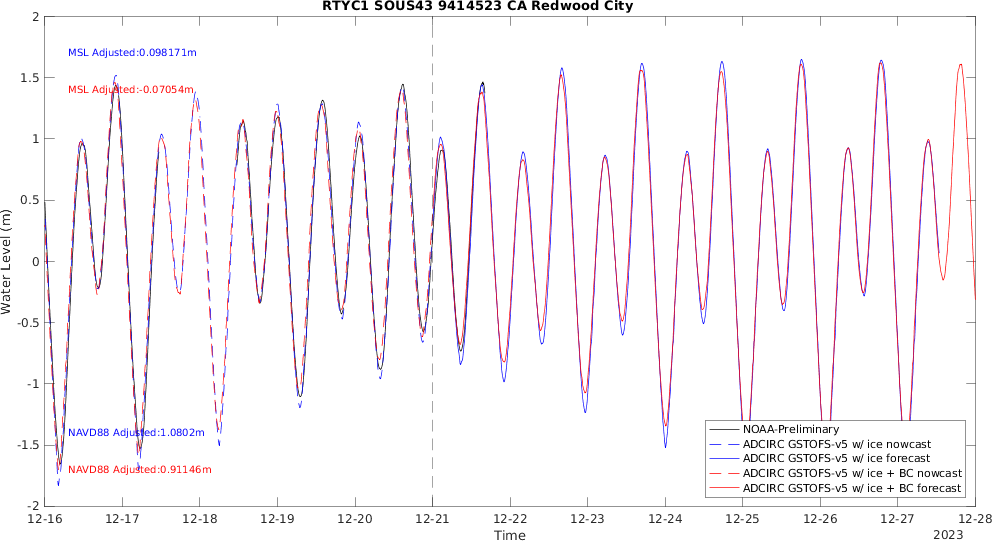 RTYC1 SOUS43 9414523 CA Redwood City
2
1.5
1
0.5
0
-0.5
-1
-1.5
-2
Water Level (m)
MSL Adjusted:0.098171m
MSL Adjusted:-0.07054m
NAVD88 Adjusted:1.0802m
NAVD88 Adjusted:0.91146m
NOAA-Preliminary
ADCIRC GSTOFS-v5 w/ ice nowcast
ADCIRC GSTOFS-v5 w/ ice forecast
ADCIRC GSTOFS-v5 w/ ice + BC nowcast
ADCIRC GSTOFS-v5 w/ ice + BC forecast
12-16 12-17 12-18 12-19 12-20 12-21 12-22 12-23 12-24 12-25 12-26 12-27 12-28
Time
2023